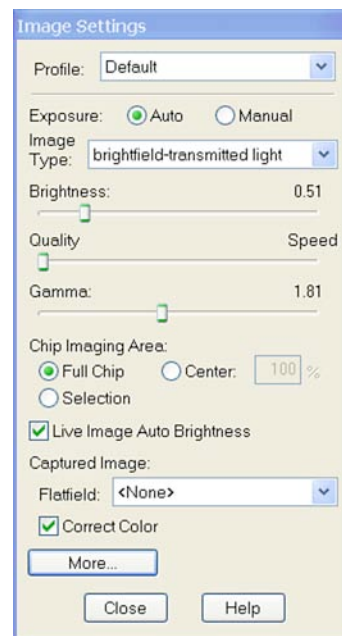 Image Settings
Profile: Default
Exposure: Auto Manual
Image
Type: brightfield-transmitted light
Brightness: 0.51
Quality Speed
Gamma: 1.81
Chip Imaging Area:
Full Chip Center: 100 %
Selection
Live Image Auto Brightness
Captured Image:
Flatfield: <None>
Correct Color
More...
Close Help